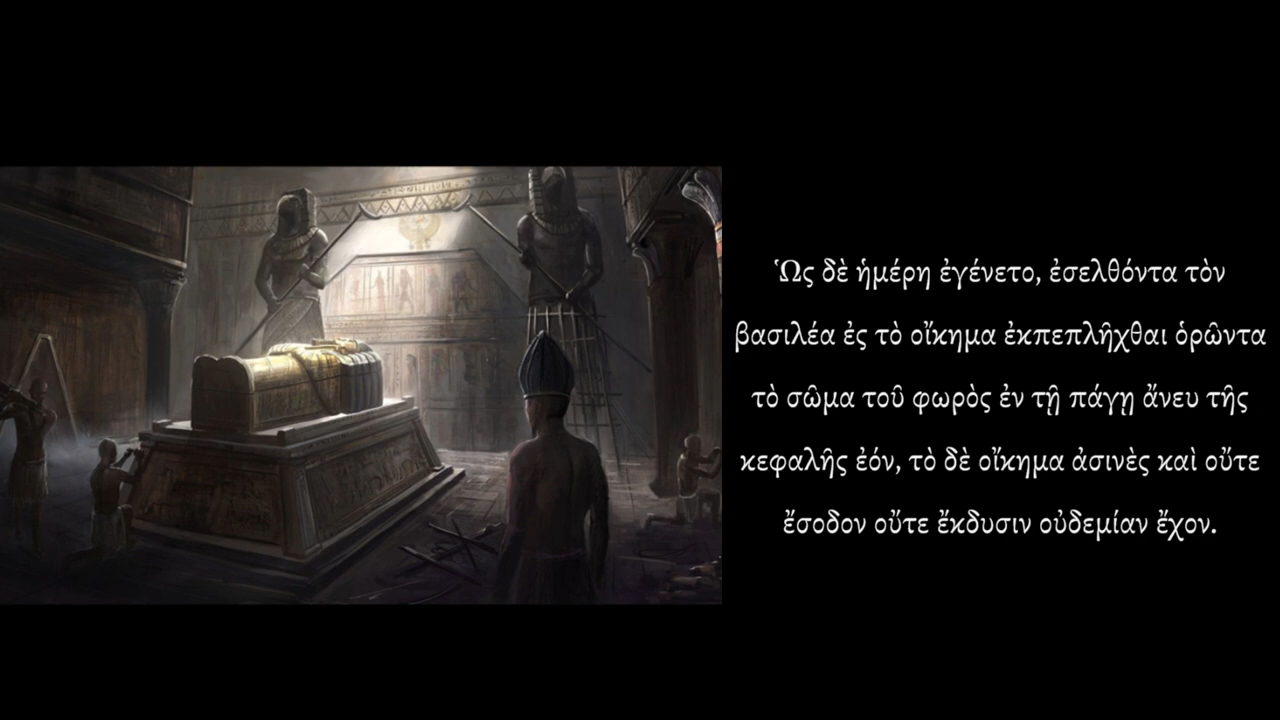 Ὣς δὲ ἡμέρη ἐγένετο, ἐσελθόντα τὸν
βασιλέα ἐς τὸ οἴκημα ἐκπεπλῆχθαι ὁρῶντα
τὸ σῶμα τοῦ φωρὸς ἐν τῇ πάγῃ ἄνευ τῆς
κεφαλῆς ἐόν, τὸ δὲ οἴκημα ἀσινὲς καὶ οὔτε
ἔσοδον οὔτε ἔκδυσιν οὐδεμίαν ἔχον.